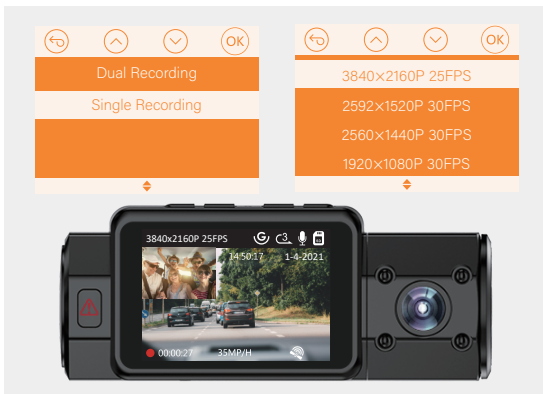 OK
Dual Recording
Single Recording
OK
3840×2160P 25FPS
2592×1520P 30FPS
2560×1440P 30FPS
1920×1080P 30FPS
3840x2160P 25FPS
G
3
14:50:17 1-4-2021
00:00:27 35MP/H